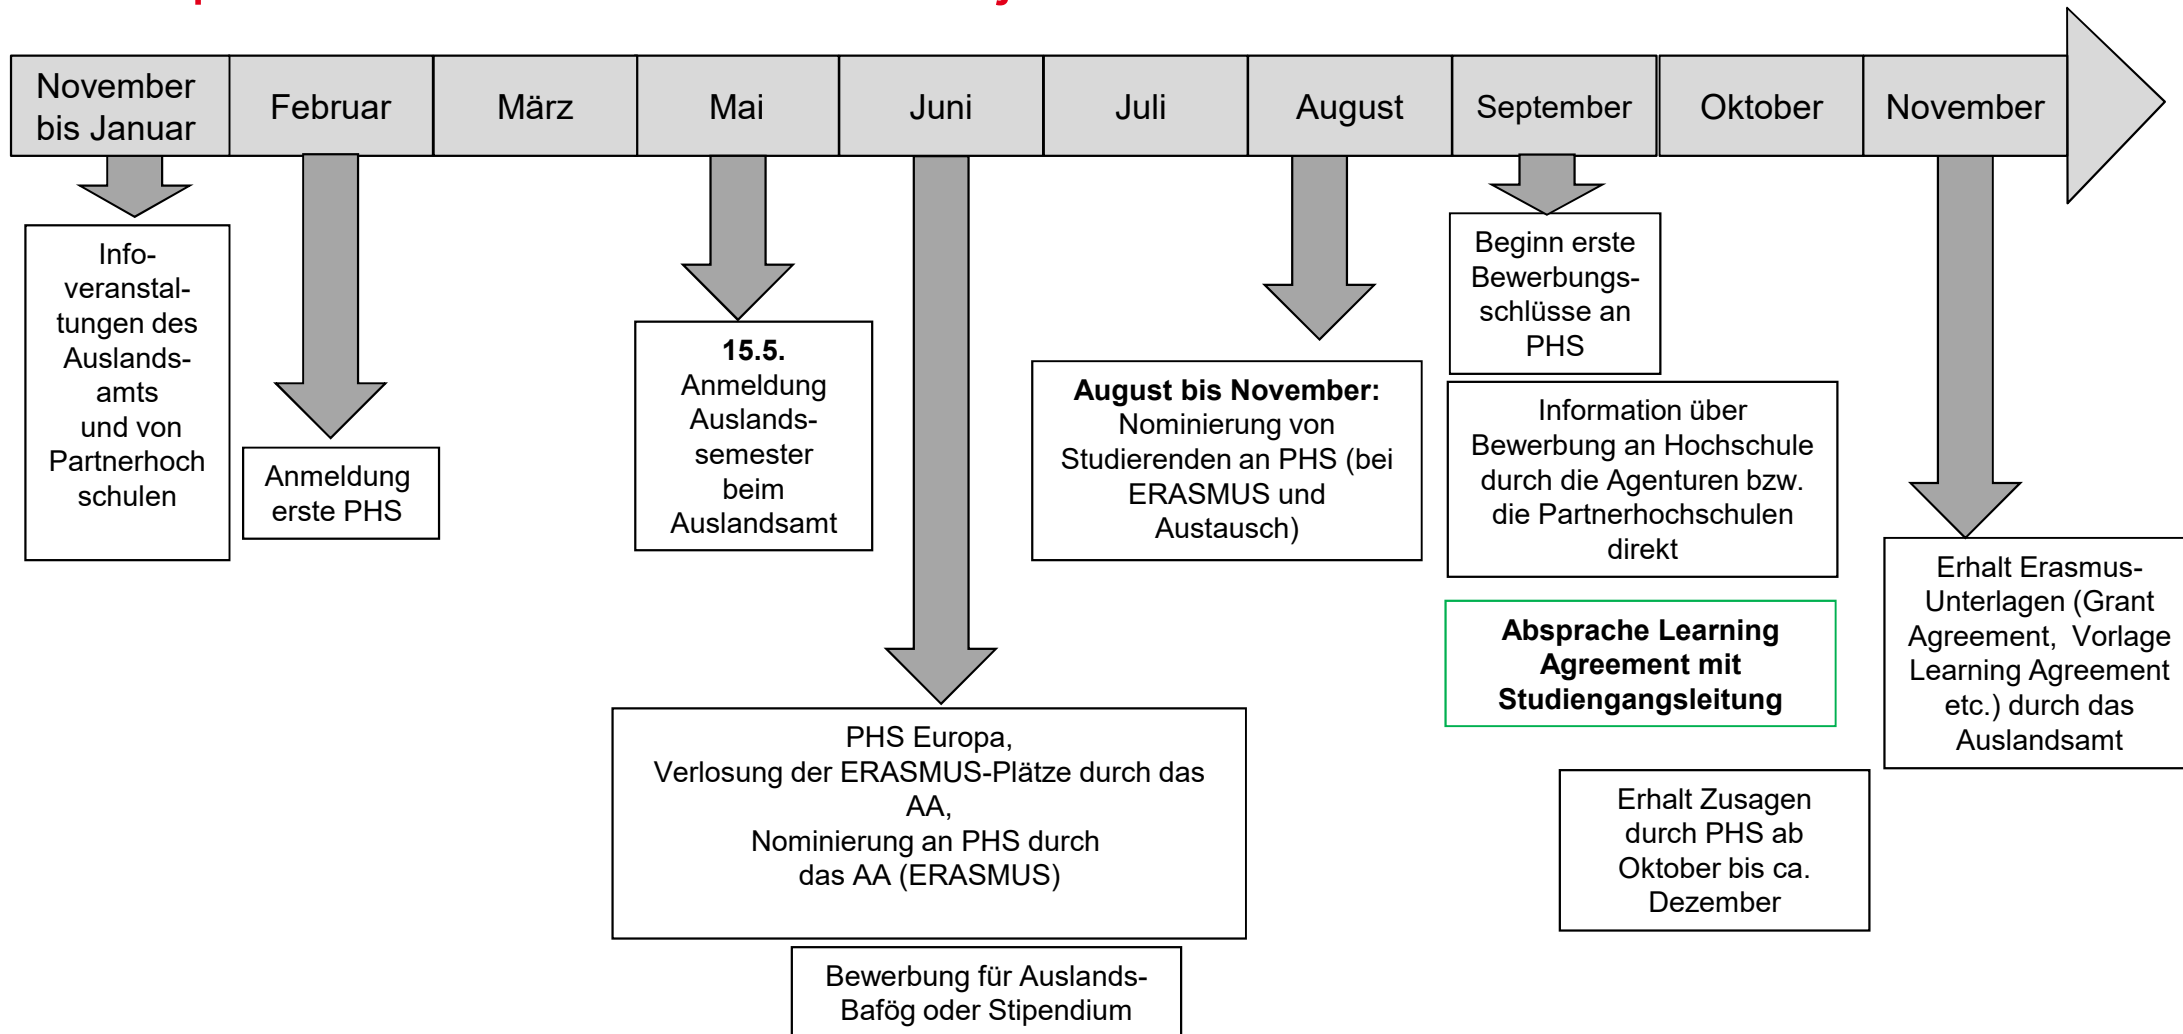 November
bis Januar
Februar
März
Mai
Juni
Juli
August
September
Oktober
November
Info-
veranstal-
tungen des
Auslands-
amts
und von
Partnerhoch
schulen
Anmeldung
erste PHS
15.5.
Anmeldung
Auslands-
semester
beim
Auslandsamt
PHS Europa,
Verlosung der ERASMUS-Plätze durch das
AA,
Nominierung an PHS durch
das AA (ERASMUS)
Bewerbung für Auslands-
Bafög oder Stipendium
August bis November:
Nominierung von
Studierenden an PHS (bei
ERASMUS und
Austausch)
Beginn erste
Bewerbungs-
schlüsse an
PHS
Information über
Bewerbung an Hochschule
durch die Agenturen bzw.
die Partnerhochschulen
direkt
Absprache Learning
Agreement mit
Studiengangsleitung
Erhalt Zusagen
durch PHS ab
Oktober bis ca.
Dezember
Erhalt Erasmus-
Unterlagen (Grant
Agreement,  Vorlage
Learning Agreement
etc.) durch das
Auslandsamt